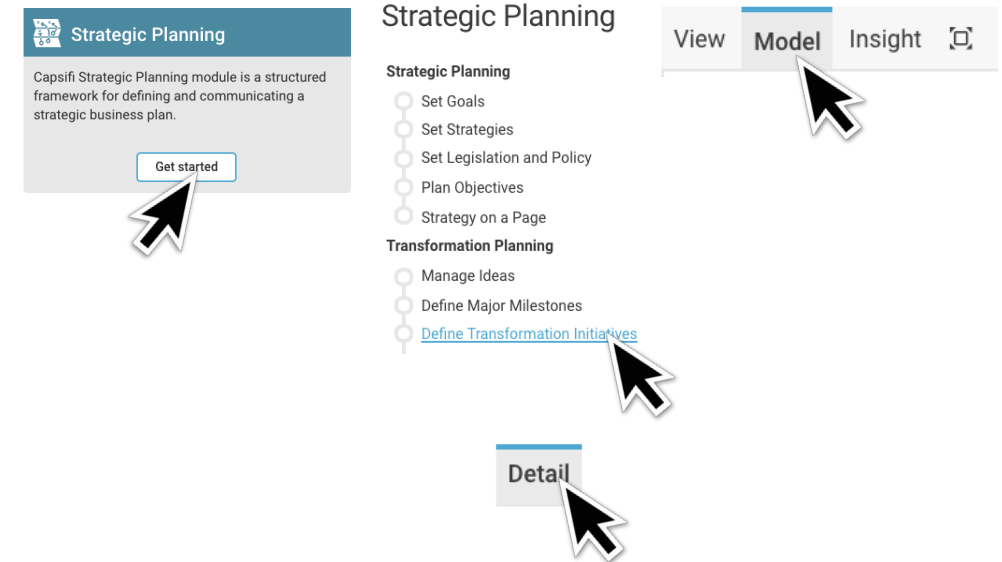 Strategic Planning
Capsifi Strategic Planning module is a structured
framework for defining and communicating a
strategic business plan.
Get started
Strategic Planning
Strategic Planning
Set Goals
Set Strategies
Set Legislation and Policy
Plan Objectives
Strategy on a Page
Transformation Planning
Manage Ideas
Define Major Milestones
Define Transformation Initiatives
View Model Insight
Detail